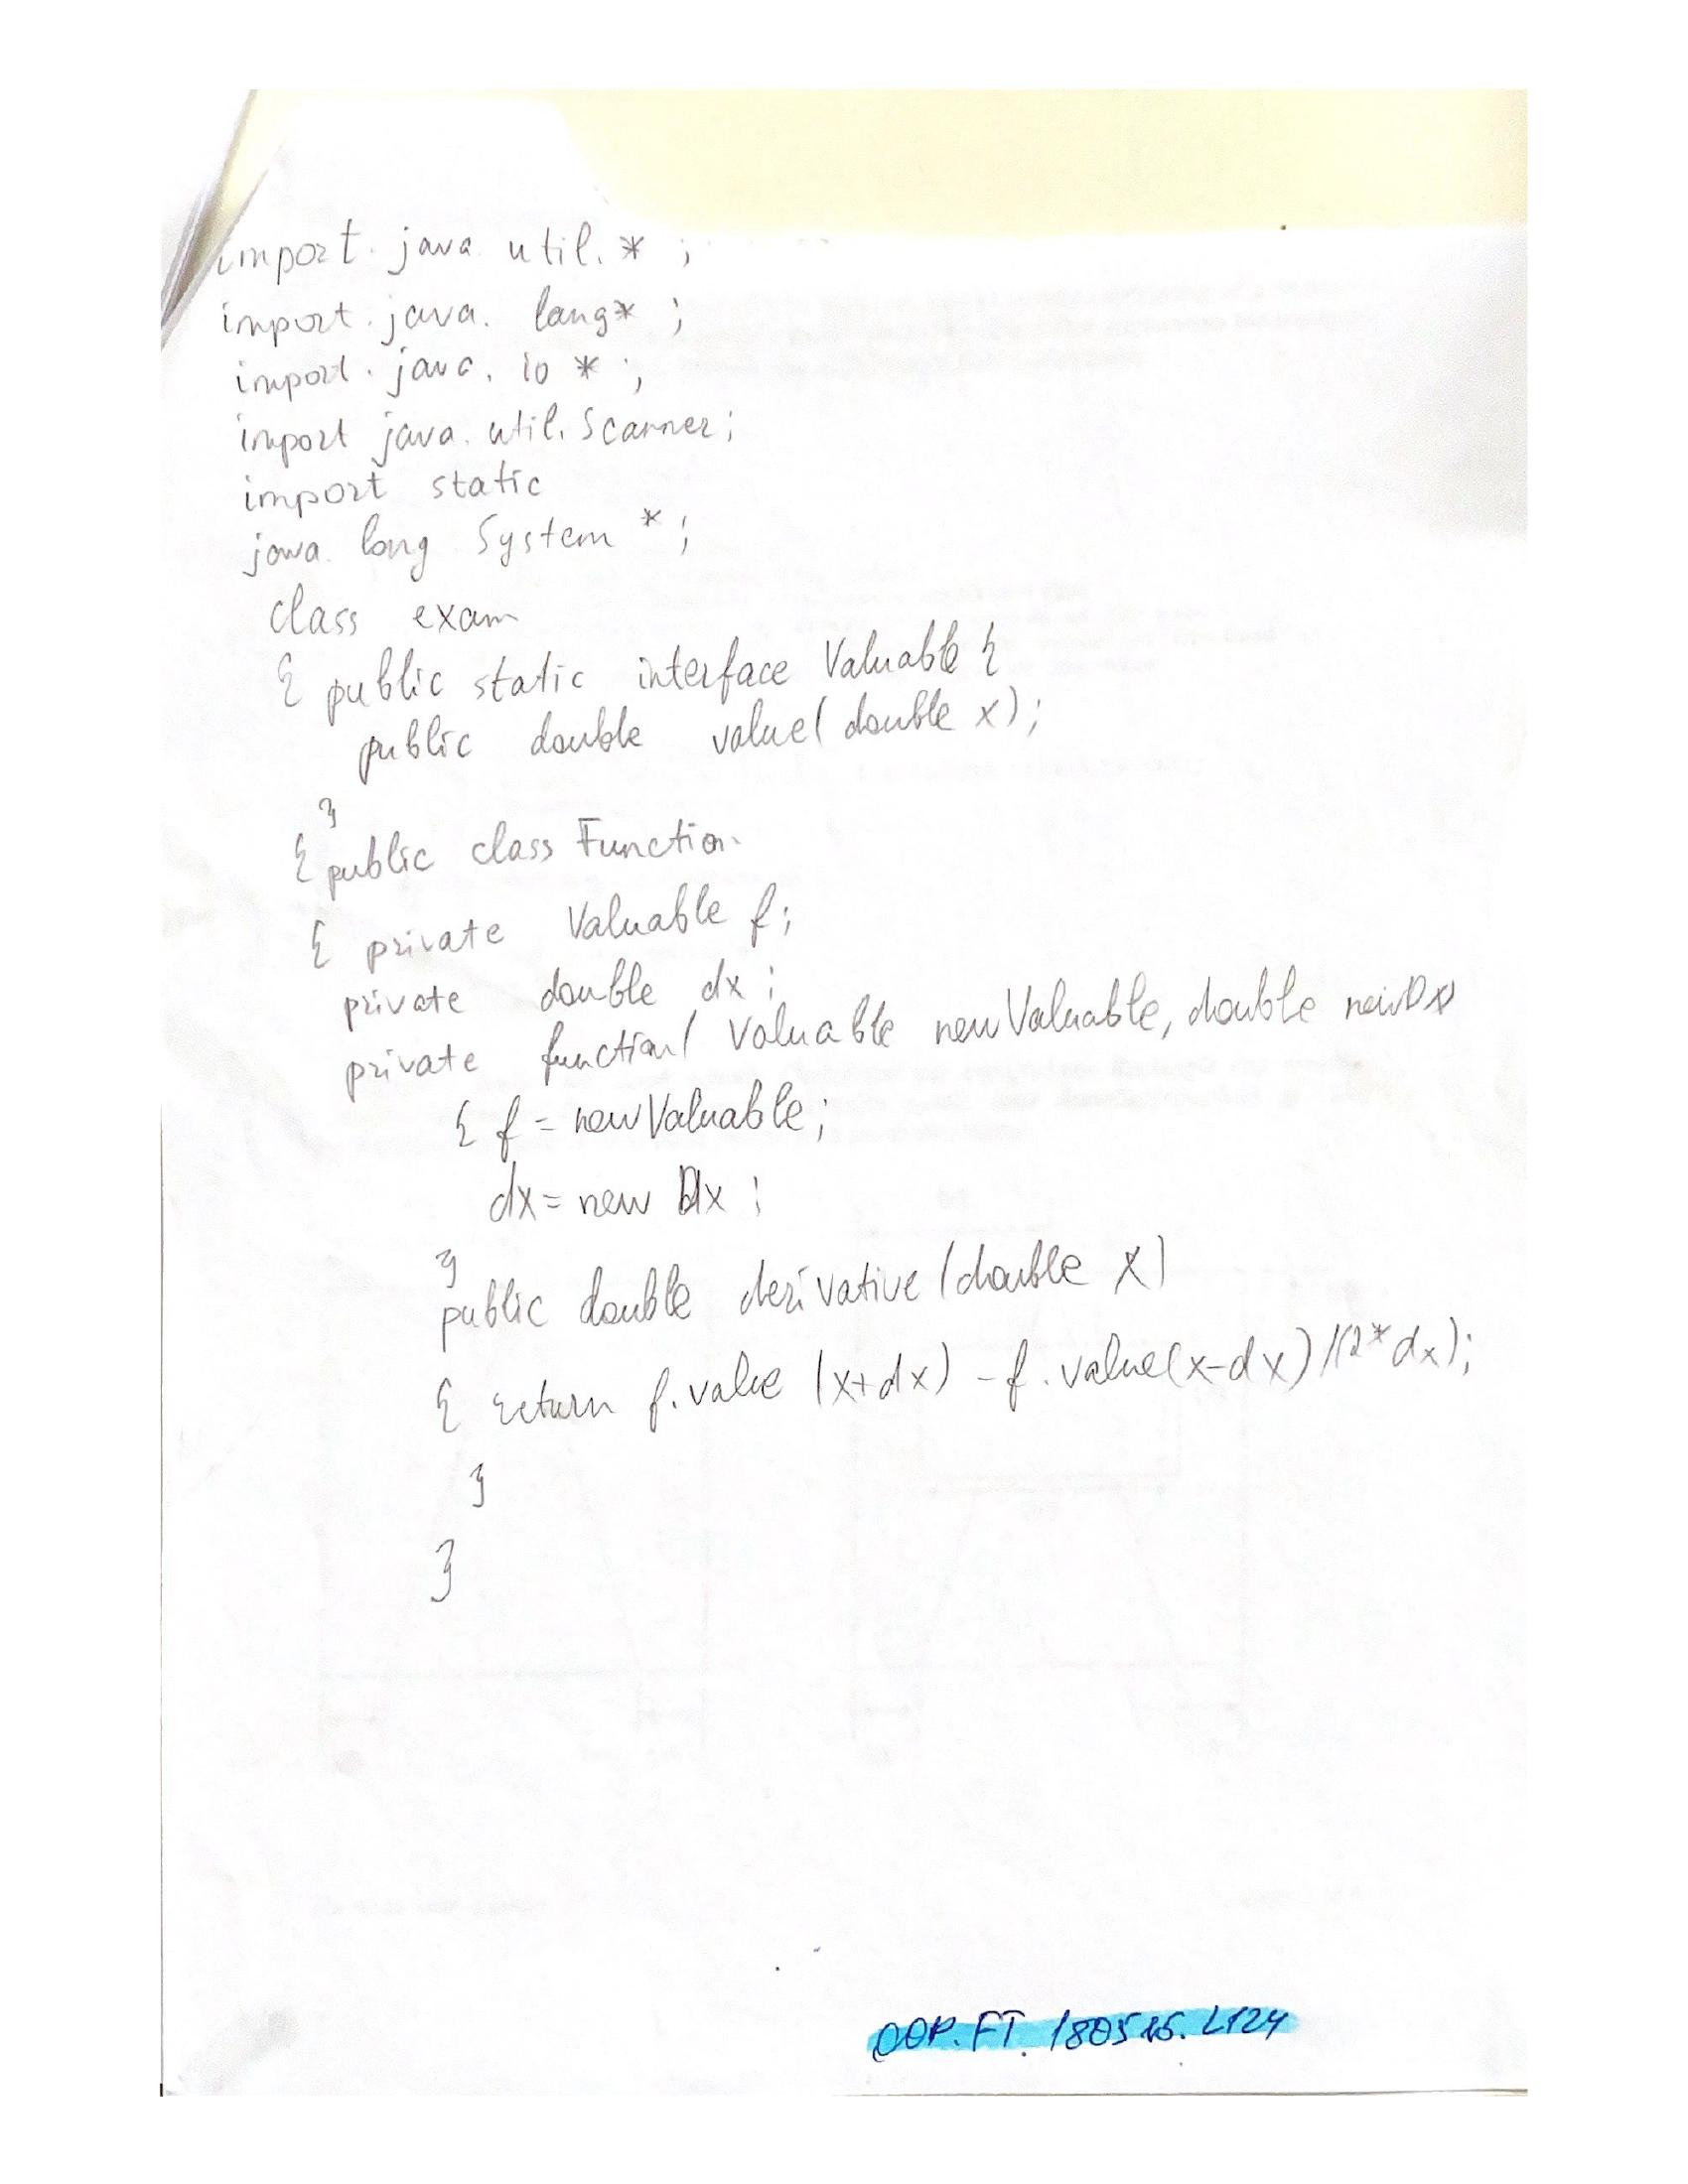 import. java. util. * ;
import. java. lang* ;
import. java. io * ;
import java. util. Scanner;
import static
java. lang System * ;
class exam
{ public static interface Valuable {
public double value( double x);
}
{ public class Function
{ private Valuable f;
private double dx ;
private function( Valuable newValuable, double newDx)
{ f = newValuable;
dx = new Dx ;
}
public double derivative (double x)
{ return f. value (x+dx) - f. value(x-dx) /(2*dx);
}
}
OOP. FT. 180515. L124